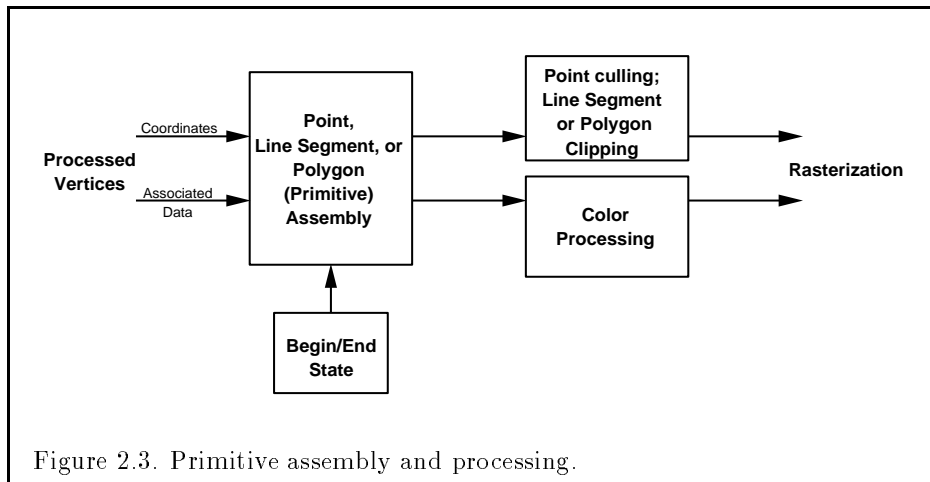 Processed
Vertices
Coordinates
Associated
Data
Point,
Line Segment, or
Polygon
(Primitive)
Assembly
Begin/End
State
Point culling;
Line Segment
or Polygon
Clipping
Color
Processing
Rasterization
Figure 2.3. Primitive assembly and processing.